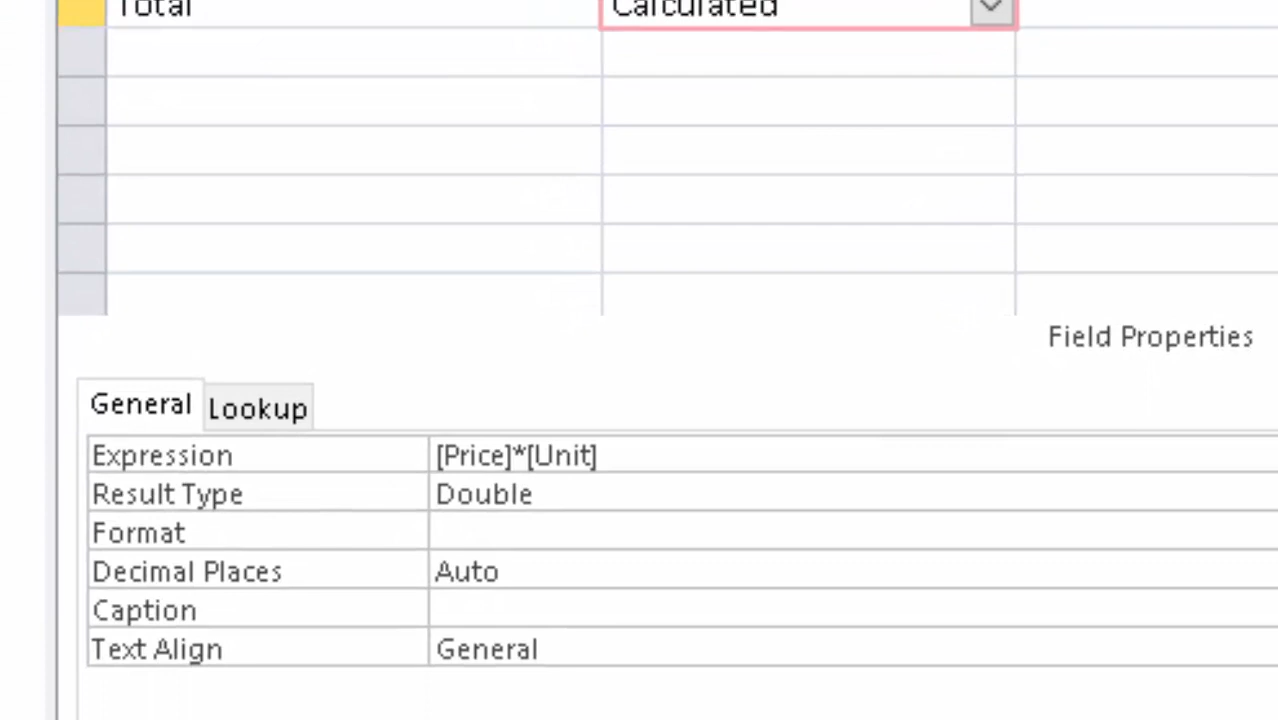 Total Calculated
Field Properties
General Lookup
Expression [Price]*[Unit]
Result Type Double
Format
Decimal Places Auto
Caption
Text Align General